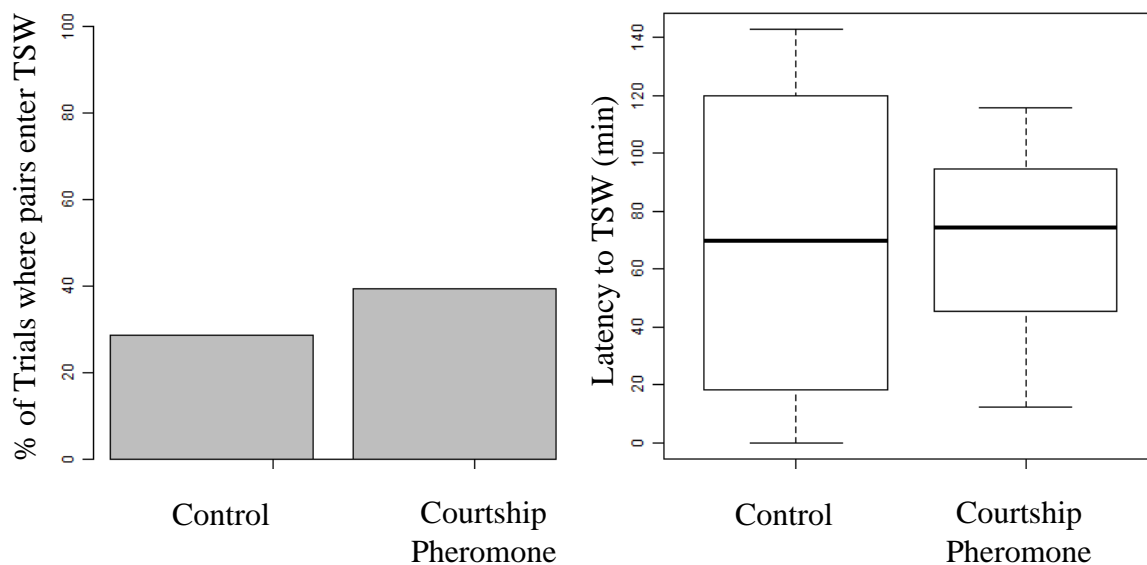 % of Trials where pairs enter TSW
100
80
60
40
20
0
Control
Courtship
Pheromone
Latency to TSW (min)
140
120
100
80
60
40
20
0
Control
Courtship
Pheromone